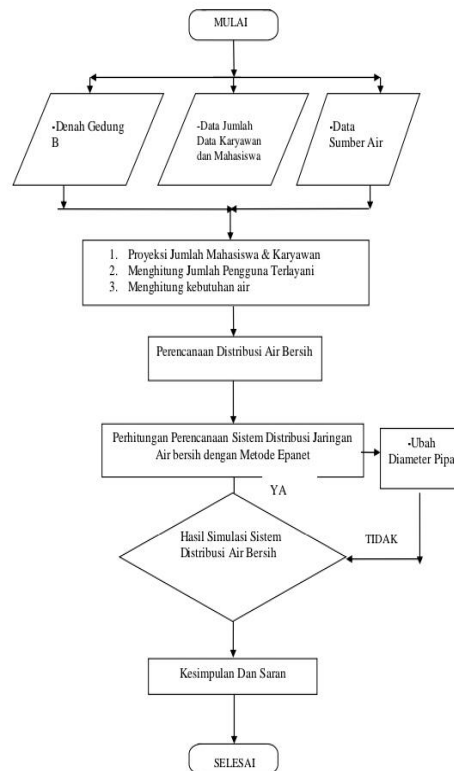 MULAI
-Denah Gedung
B
-Data Jumlah
Data Karyawan
dan Mahasiswa
-Data
Sumber Air
1. Proyeksi Jumlah Mahasiswa & Karyawan
2. Menghitung Jumlah Pengguna Terlayani
3. Menghitung kebutuhan air
Perencanaan Distribusi Air Bersih
Perhitungan Perencanaan Sistem Distribusi Jaringan
Air bersih dengan Metode Epanet
-Ubah
Diameter Pipa
YA
Hasil Simulasi Sistem
Distribusi Air Bersih
TIDAK
Kesimpulan Dan Saran
SELESAI